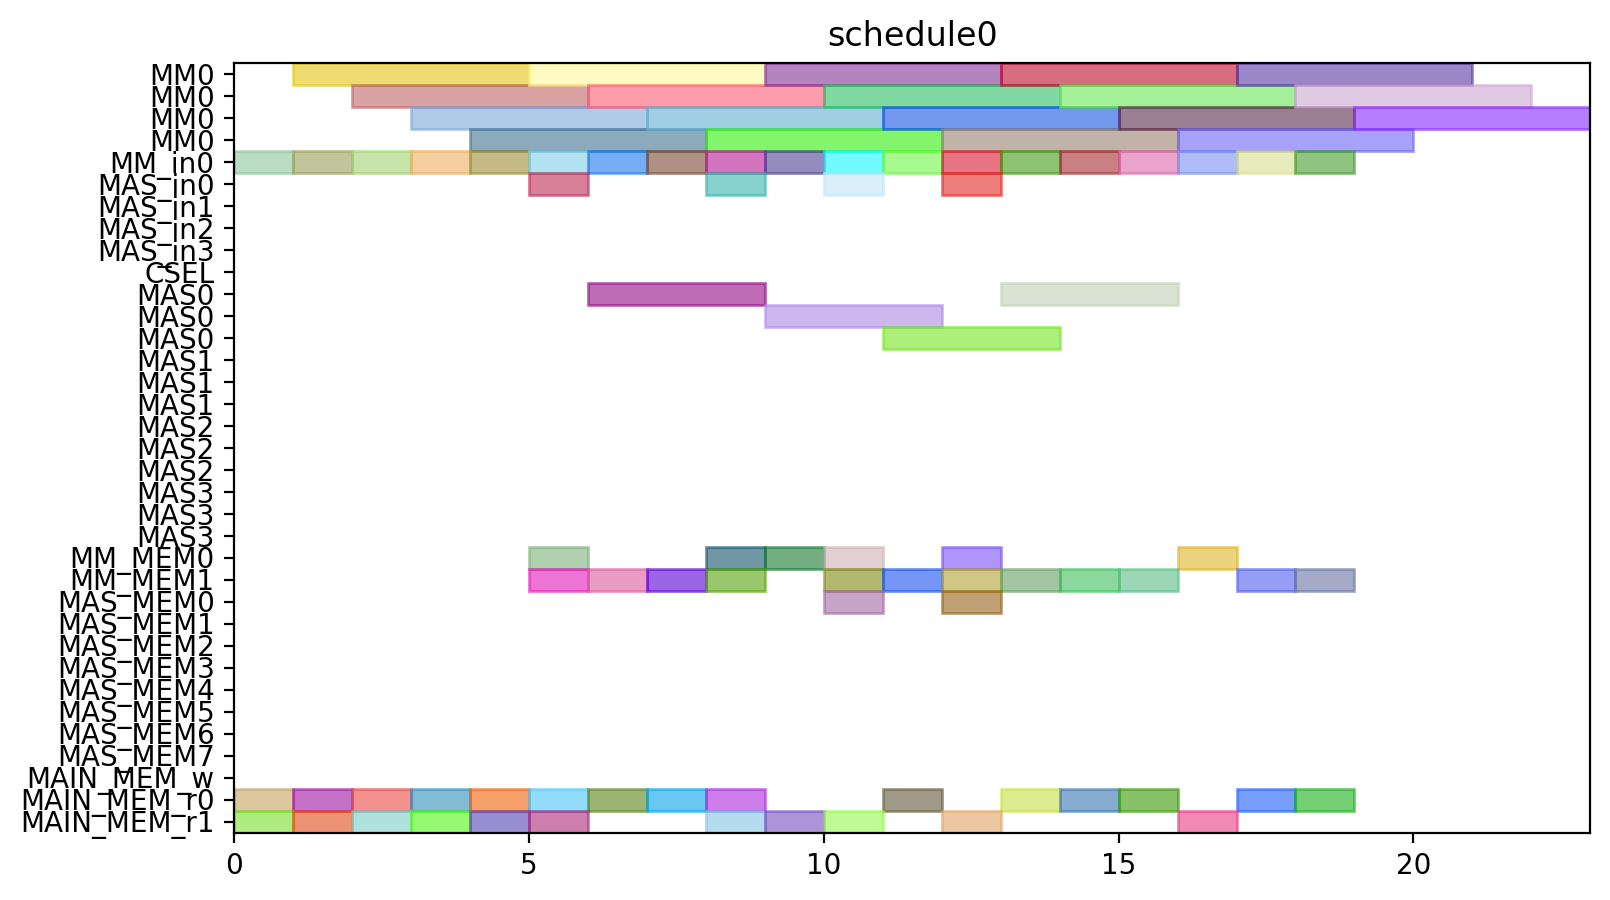 schedule0
MM0
MM0
MM0
MM0
MM_in0
MAS_in0
MAS_in1
MAS_in2
MAS_in3
CSEL
MAS0
MAS0
MAS0
MAS1
MAS1
MAS1
MAS2
MAS2
MAS2
MAS3
MAS3
MAS3
MM_MEM0
MM_MEM1
MAS_MEM0
MAS_MEM1
MAS_MEM2
MAS_MEM3
MAS_MEM4
MAS_MEM5
MAS_MEM6
MAS_MEM7
MAIN_MEM_w
MAIN_MEM_r0
MAIN_MEM_r1
0 5 10 15 20